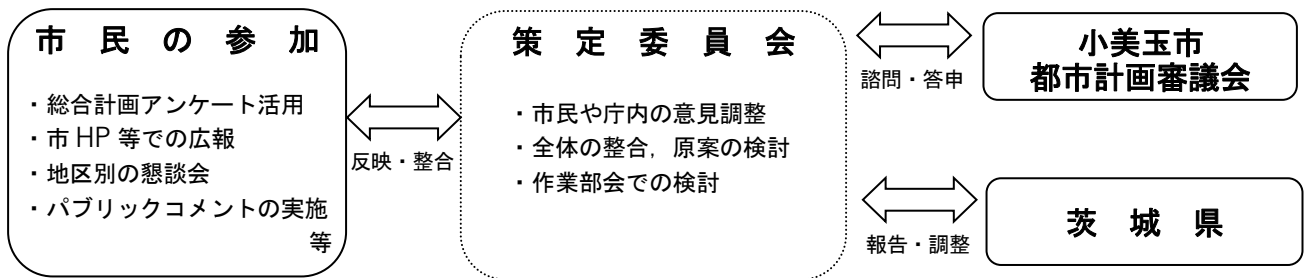 市 民 の 参 加
・総合計画アンケート活用
・市 HP 等での広報
・地区別の懇談会
・パブリックコメントの実施
等
反映・整合
策 定 委 員 会
・市民や庁内の意見調整
・全体の整合，原案の検討
・作業部会での検討
諮問・答申
小美玉市
都市計画審議会
報告・調整
茨 城 県